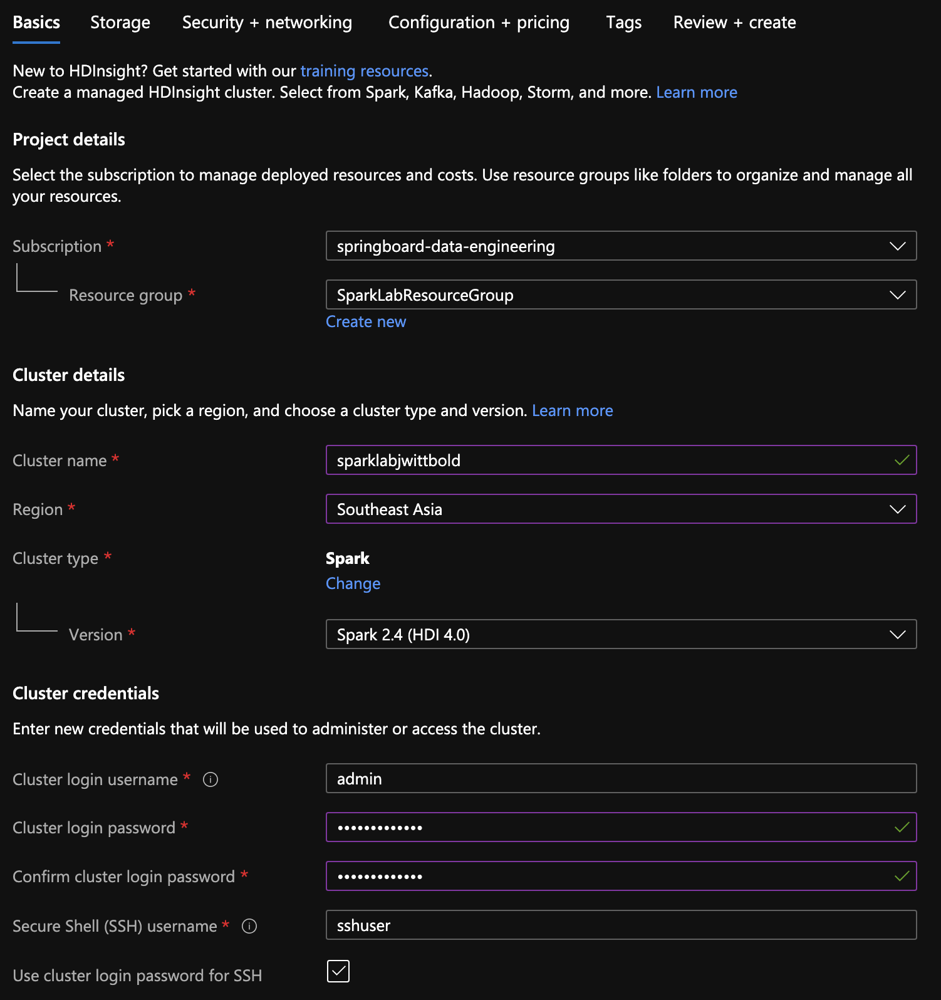 Basics Storage Security + networking Configuration + pricing Tags Review + create
New to HDInsight? Get started with our training resources.
Create a managed HDInsight cluster. Select from Spark, Kafka, Hadoop, Storm, and more. Learn more
Project details
Select the subscription to manage deployed resources and costs. Use resource groups like folders to organize and manage all
your resources.
Subscription * springboard-data-engineering
Resource group * SparkLabResourceGroup
Create new
Cluster details
Name your cluster, pick a region, and choose a cluster type and version. Learn more
Cluster name * sparklabjwittbold
Region * Southeast Asia
Cluster type * Spark
Change
Version * Spark 2.4 (HDI 4.0)
Cluster credentials
Enter new credentials that will be used to administer or access the cluster.
Cluster login username * admin
Cluster login password * •••••••••••••
Confirm cluster login password * •••••••••••••
Secure Shell (SSH) username * sshuser
Use cluster login password for SSH